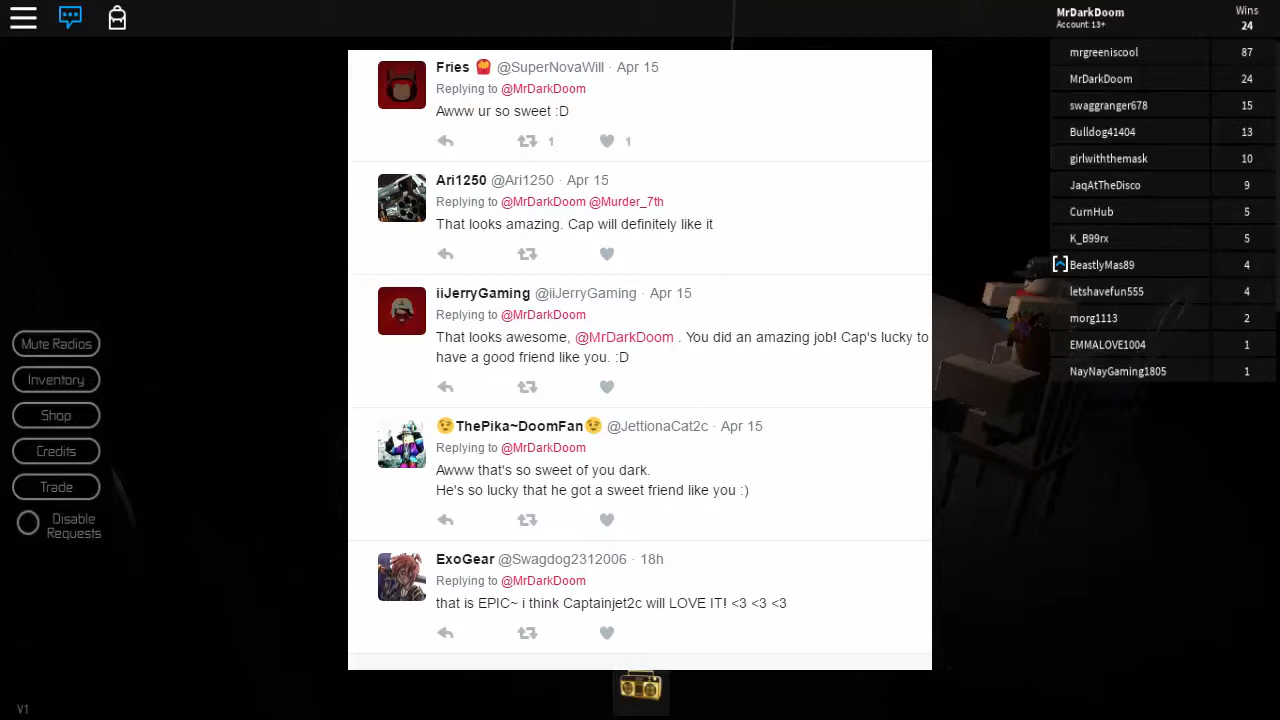 MrDarkDoom
Account: 13+
Wins
24
mrgreeniscool 87
MrDarkDoom 24
swaggranger678 15
Bulldog41404 13
girlwiththemask 10
JaqAtTheDisco 9
CurnHub 5
K_B99rx 5
BeastlyMas89 4
letshavefun555 4
morg1113 2
EMMALOVE1004 1
NayNayGaming1805 1
Fries 🍟 @SuperNovaWill · Apr 15
Replying to @MrDarkDoom
Awww ur so sweet :D
1 1
Ari1250 @Ari1250 · Apr 15
Replying to @MrDarkDoom @Murder_7th
That looks amazing. Cap will definitely like it
iiJerryGaming @iiJerryGaming · Apr 15
Replying to @MrDarkDoom
That looks awesome, @MrDarkDoom . You did an amazing job! Cap's lucky to
have a good friend like you. :D
😉ThePika~DoomFan😉 @JettionaCat2c · Apr 15
Replying to @MrDarkDoom
Awww that's so sweet of you dark.
He's so lucky that he got a sweet friend like you :)
ExoGear @Swagdog2312006 · 18h
Replying to @MrDarkDoom
that is EPIC~ i think Captainjet2c will LOVE IT! <3 <3 <3
Mute Radios
Inventory
Shop
Credits
Trade
Disable
Requests
V1